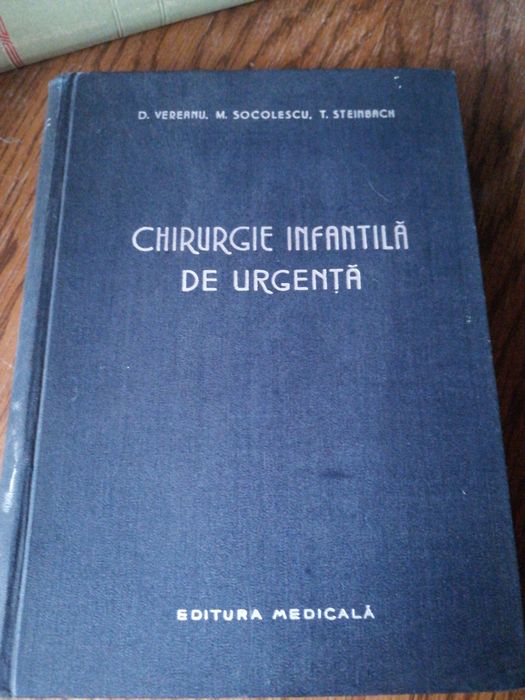 D. VEREANU, M. SOCOLESCU, T. STEINBACH
CHIRURGIE INFANTILĂ
DE URGENȚĂ
EDITURA MEDICALĂ